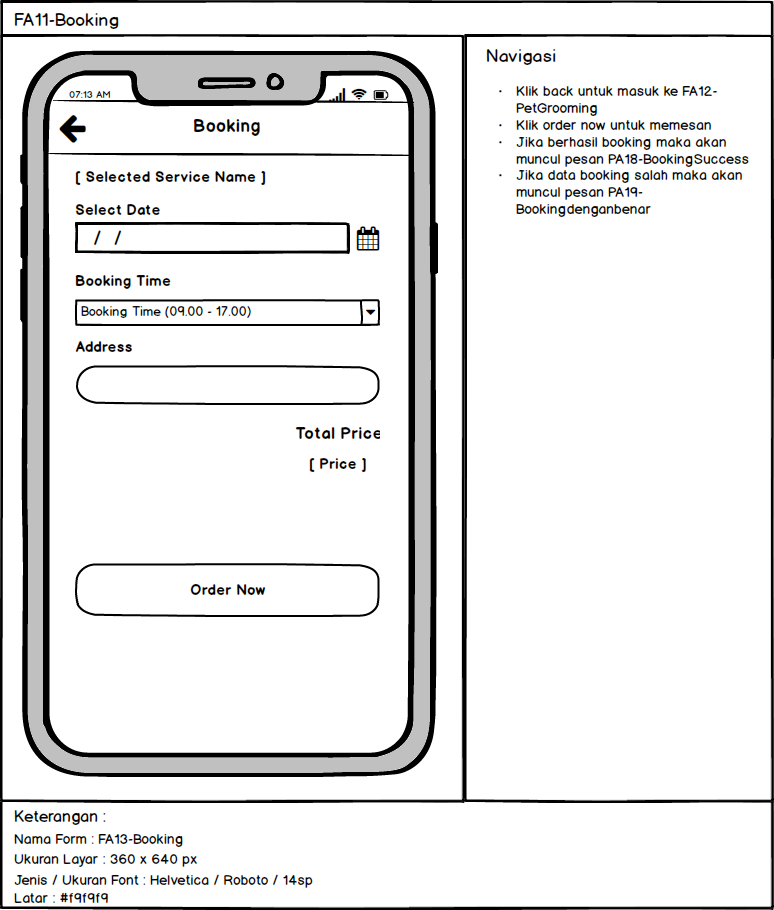 FA11-Booking
07:13 AM
Booking
[ Selected Service Name ]
Select Date
/ /
Booking Time
Booking Time (09.00 - 17.00)
Address
Total Price
[ Price ]
Order Now
Navigasi
· Klik back untuk masuk ke FA12-
PetGrooming
· Klik order now untuk memesan
· Jika berhasil booking maka akan
muncul pesan PA18-BookingSuccess
· Jika data booking salah maka akan
muncul pesan PA19-
Bookingdenganbenar
Keterangan :
Nama Form : FA13-Booking
Ukuran Layar : 360 x 640 px
Jenis / Ukuran Font : Helvetica / Roboto / 14sp
Latar : #f9f9f9